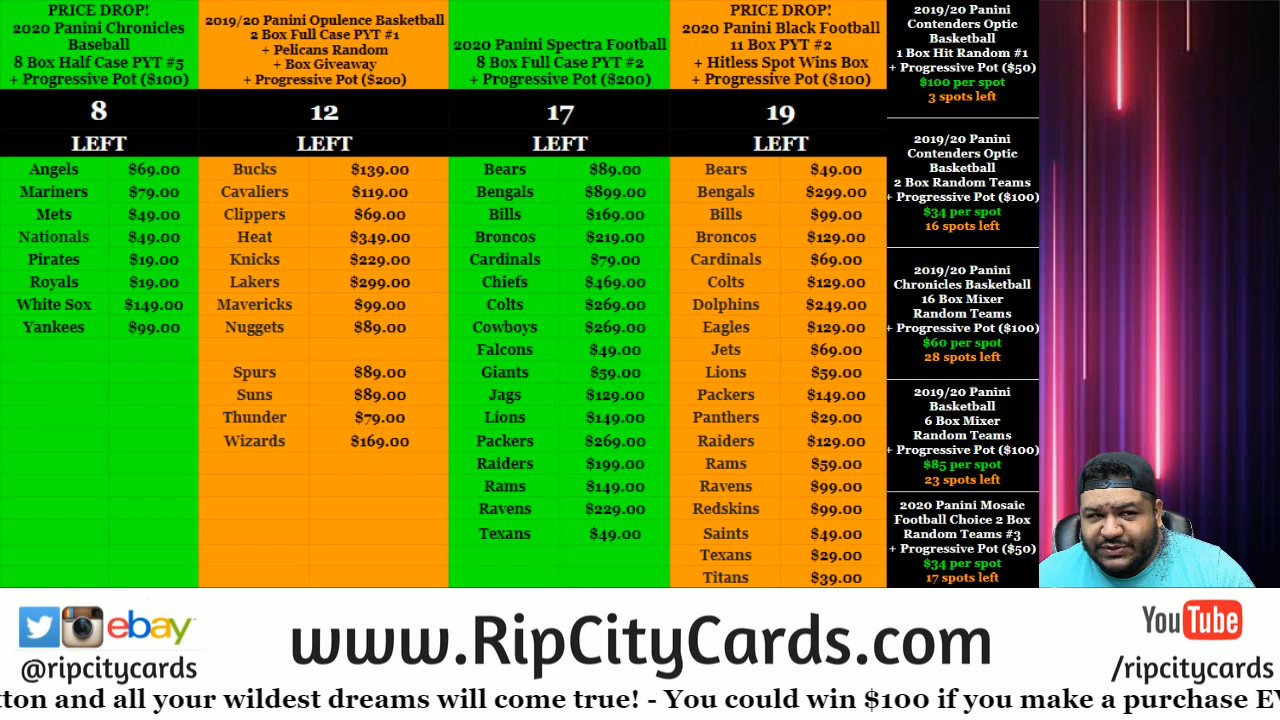 PRICE DROP!
2020 Panini Chronicles
Baseball
8 Box Half Case PYT #5
+ Progressive Pot ($100)
8
LEFT
Angels $69.00
Mariners $79.00
Mets $49.00
Nationals $49.00
Pirates $19.00
Royals $19.00
White Sox $149.00
Yankees $99.00
2019/20 Panini Opulence Basketball
2 Box Full Case PYT #1
+ Pelicans Random
+ Box Giveaway
+ Progressive Pot ($200)
12
LEFT
Bucks $139.00
Cavaliers $119.00
Clippers $69.00
Heat $349.00
Knicks $229.00
Lakers $299.00
Mavericks $99.00
Nuggets $89.00
Spurs $89.00
Suns $89.00
Thunder $79.00
Wizards $169.00
2020 Panini Spectra Football
8 Box Full Case PYT #2
+ Progressive Pot ($200)
17
LEFT
Bears $89.00
Bengals $899.00
Bills $169.00
Broncos $219.00
Cardinals $79.00
Chiefs $469.00
Colts $269.00
Cowboys $269.00
Falcons $49.00
Giants $59.00
Jags $129.00
Lions $149.00
Packers $269.00
Raiders $199.00
Rams $149.00
Ravens $229.00
Texans $49.00
PRICE DROP!
2020 Panini Black Football
11 Box PYT #2
+ Hitless Spot Wins Box
+ Progressive Pot ($100)
19
LEFT
Bears $49.00
Bengals $299.00
Bills $99.00
Broncos $129.00
Cardinals $69.00
Colts $129.00
Dolphins $249.00
Eagles $129.00
Jets $69.00
Lions $59.00
Packers $149.00
Panthers $29.00
Raiders $129.00
Rams $59.00
Ravens $99.00
Redskins $99.00
Saints $49.00
Texans $29.00
Titans $39.00
2019/20 Panini
Contenders Optic
Basketball
1 Box Hit Random #1
+ Progressive Pot ($50)
$100 per spot
3 spots left
2019/20 Panini
Contenders Optic
Basketball
2 Box Random Teams
+ Progressive Pot ($100)
$34 per spot
16 spots left
2019/20 Panini
Chronicles Basketball
16 Box Mixer
Random Teams
+ Progressive Pot ($100)
$60 per spot
28 spots left
2019/20 Panini
Basketball
6 Box Mixer
Random Teams
+ Progressive Pot ($100)
$85 per spot
23 spots left
2020 Panini Mosaic
Football Choice 2 Box
Random Teams #3
+ Progressive Pot ($50)
$34 per spot
17 spots left
ebay
@ripcitycards
www.RipCityCards.com
YouTube
/ripcitycards
tton and all your wildest dreams will come true! - You could win $100 if you make a purchase EV